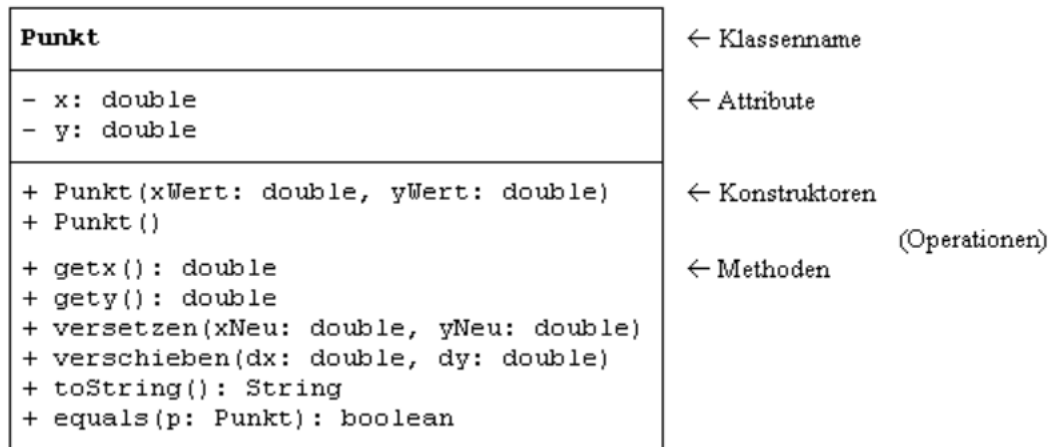 Punkt ← Klassenname
- x: double ← Attribute
- y: double
+ Punkt(xWert: double, yWert: double) ← Konstruktoren
+ Punkt()
(Operationen)
+ getx(): double ← Methoden
+ gety(): double
+ versetzen(xNeu: double, yNeu: double)
+ verschieben(dx: double, dy: double)
+ toString(): String
+ equals(p: Punkt): boolean